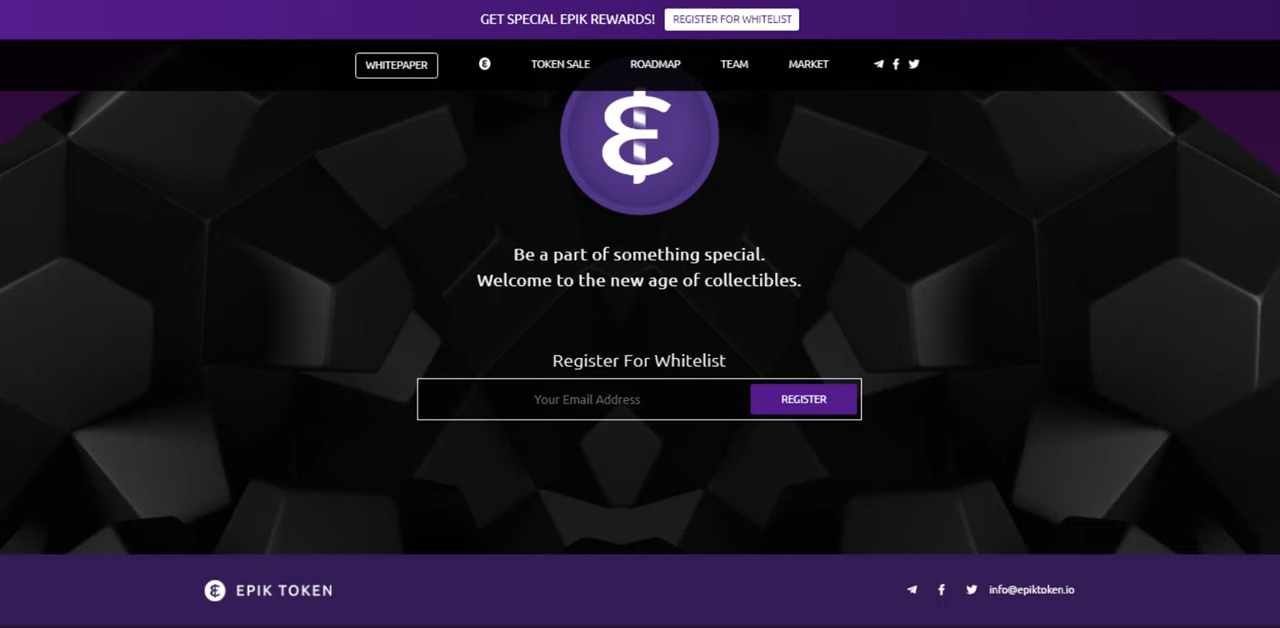 GET SPECIAL EPIK REWARDS! REGISTER FOR WHITELIST
WHITEPAPER TOKEN SALE ROADMAP TEAM MARKET
Be a part of something special.
Welcome to the new age of collectibles.
Register For Whitelist
Your Email Address REGISTER
EPIK TOKEN info@epiktoken.io